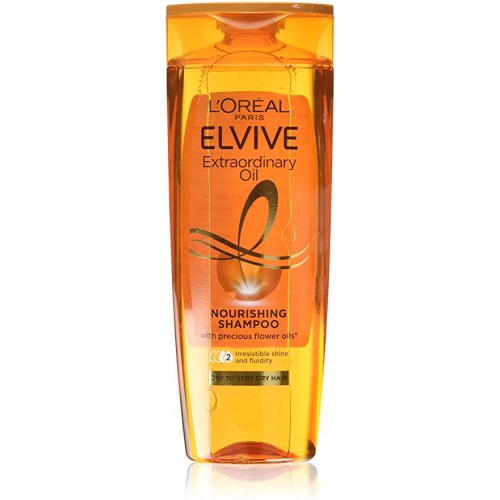 L'ORÉAL
PARIS
ELVIVE
Extraordinary
Oil
NOURISHING
SHAMPOO
with precious flower oils*
2 Irresistible shine
and fluidity
DRY TO VERY DRY HAIR